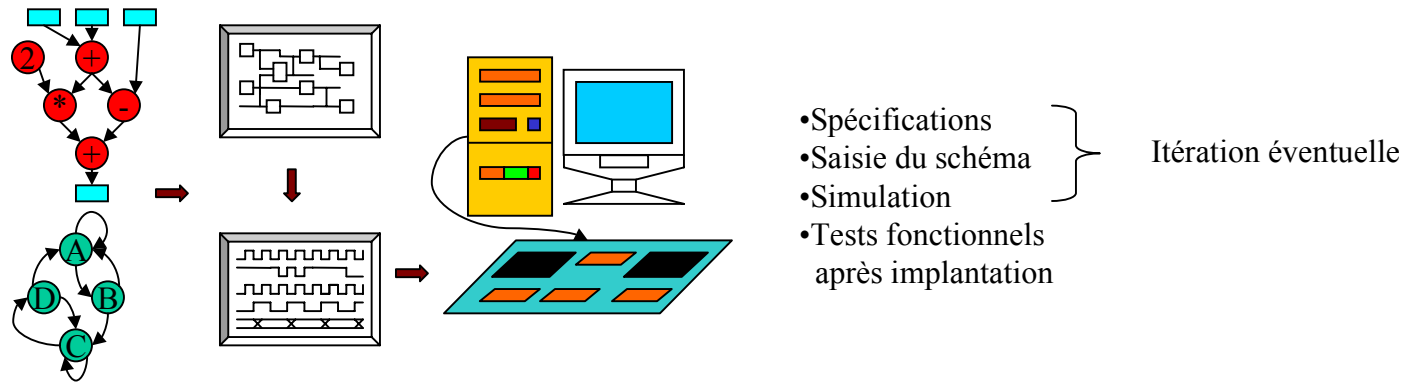 2
+
*
-
+
A
D
B
C
•Spécifications
•Saisie du schéma
•Simulation
•Tests fonctionnels
après implantation
Itération éventuelle